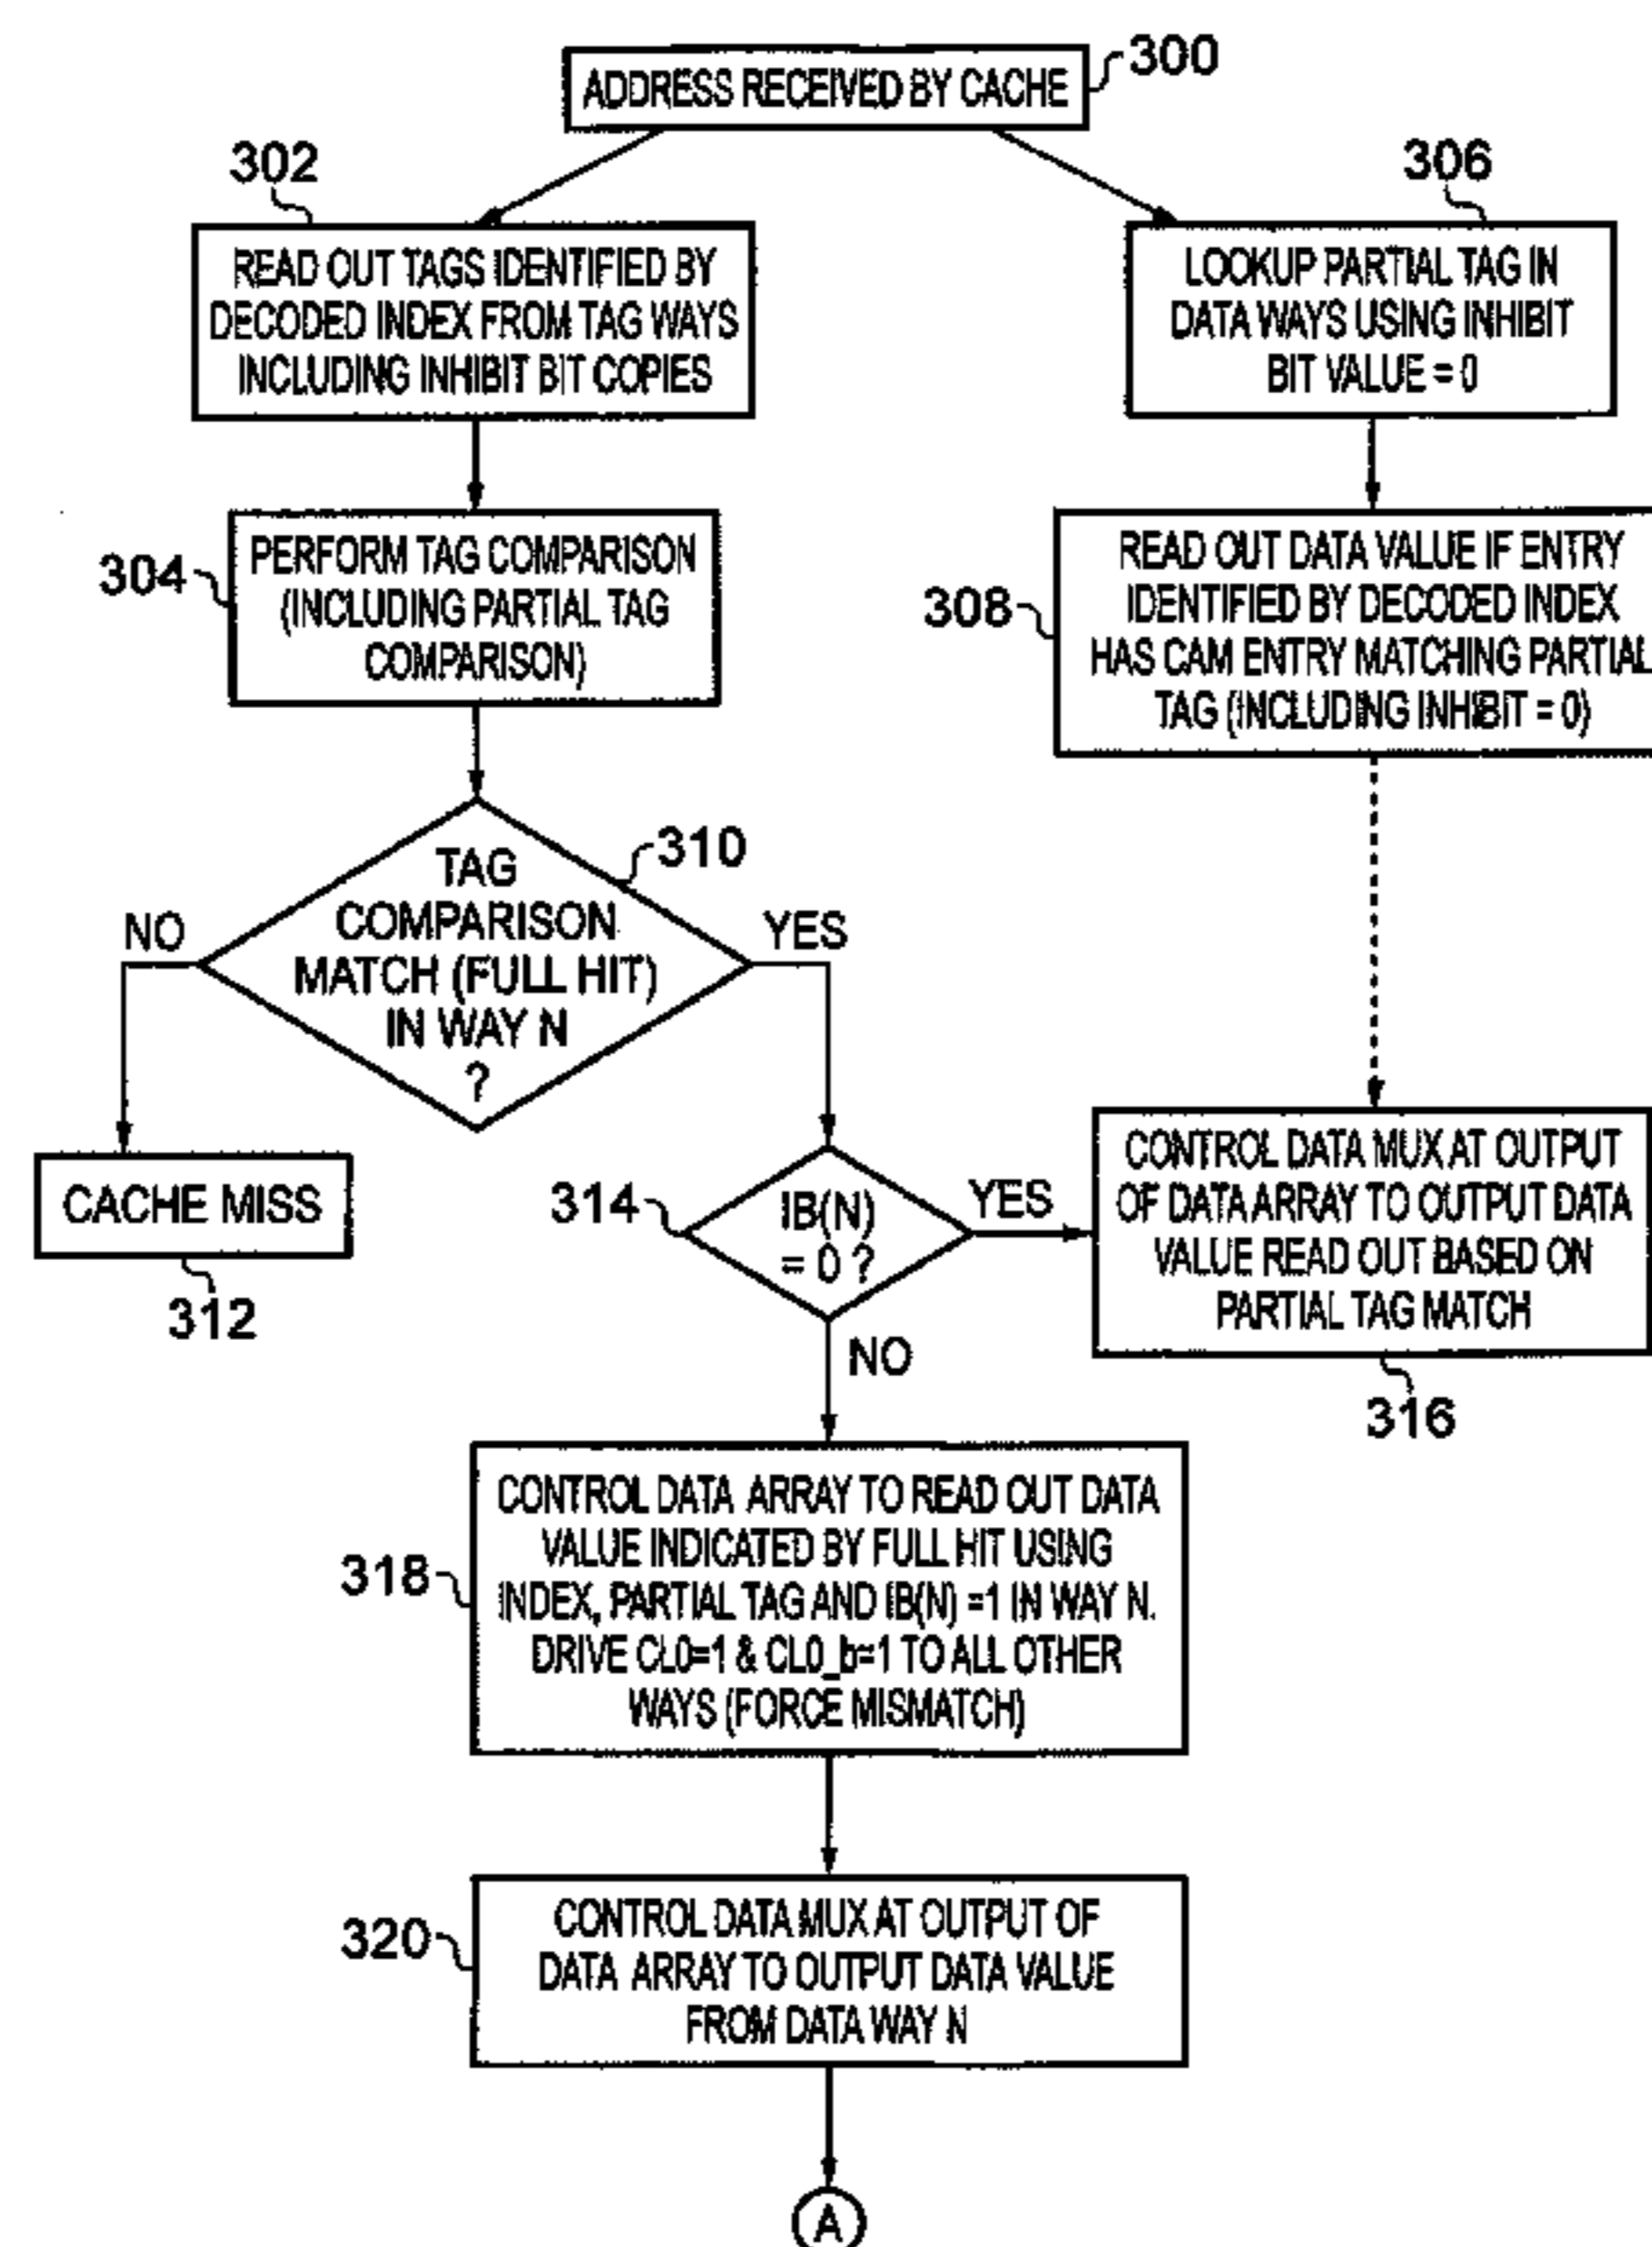 ADDRESS RECEIVED BY CACHE
300
302
READ OUT TAGS IDENTIFIED BY
DECODED INDEX FROM TAG WAYS
INCLUDING INHIBIT BIT COPIES
306
LOOKUP PARTIAL TAG IN
DATA WAYS USING INHIBIT
BIT VALUE = 0
304
PERFORM TAG COMPARISON
(INCLUDING PARTIAL TAG
COMPARISON)
308
READ OUT DATA VALUE IF ENTRY
IDENTIFIED BY DECODED INDEX
HAS CAM ENTRY MATCHING PARTIAL
TAG (INCLUDING INHIBIT = 0)
310
TAG
COMPARISON
MATCH (FULL HIT)
IN WAY N
?
NO
YES
CACHE MISS
312
314
IB(N)
= 0 ?
YES
NO
CONTROL DATA MUX AT OUTPUT
OF DATA ARRAY TO OUTPUT DATA
VALUE READ OUT BASED ON
PARTIAL TAG MATCH
316
318
CONTROL DATA ARRAY TO READ OUT DATA
VALUE INDICATED BY FULL HIT USING
INDEX, PARTIAL TAG AND IB(N) =1 IN WAY N.
DRIVE CL0=1 & CL0_b=1 TO ALL OTHER
WAYS (FORCE MISMATCH)
320
CONTROL DATA MUX AT OUTPUT OF
DATA ARRAY TO OUTPUT DATA VALUE
FROM DATA WAY N
A